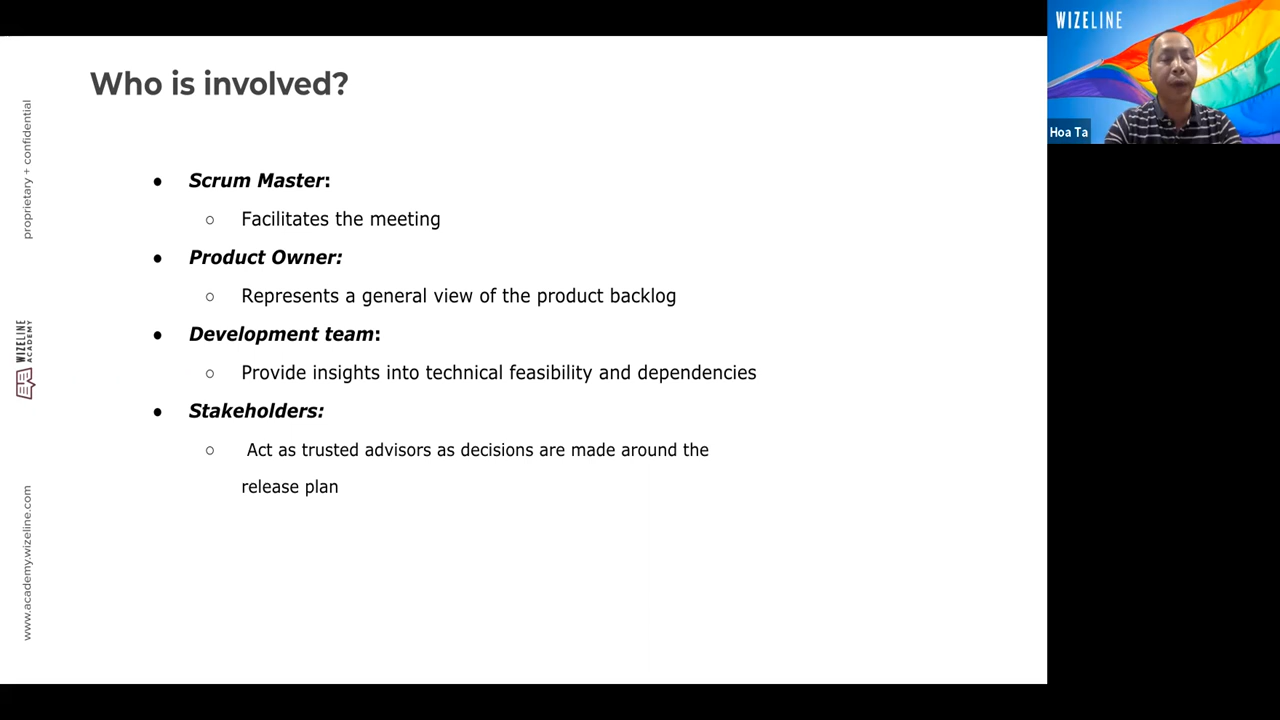 Who is involved?
● Scrum Master:
○ Facilitates the meeting
● Product Owner:
○ Represents a general view of the product backlog
● Development team:
○ Provide insights into technical feasibility and dependencies
● Stakeholders:
○ Act as trusted advisors as decisions are made around the
release plan
proprietary + confidential
WIZELINE
ACADEMY
www.academy.wizeline.com
WIZELINE
Hoa Ta